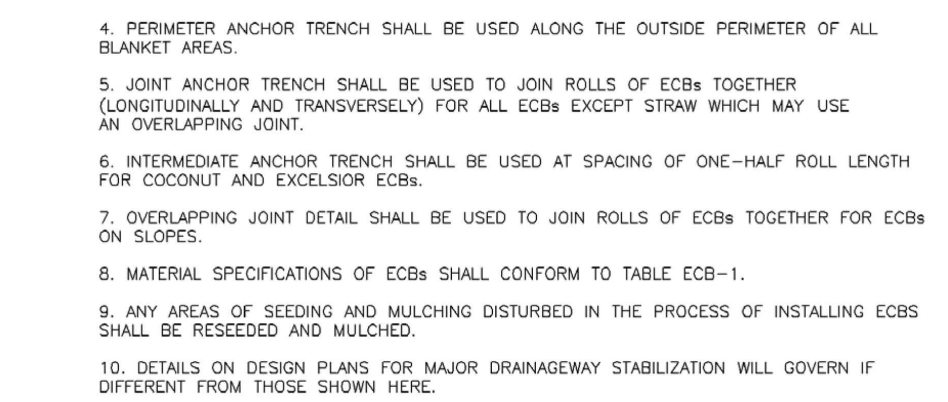 4. PERIMETER ANCHOR TRENCH SHALL BE USED ALONG THE OUTSIDE PERIMETER OF ALL
BLANKET AREAS.
5. JOINT ANCHOR TRENCH SHALL BE USED TO JOIN ROLLS OF ECBs TOGETHER
(LONGITUDINALLY AND TRANSVERSELY) FOR ALL ECBs EXCEPT STRAW WHICH MAY USE
AN OVERLAPPING JOINT.
6. INTERMEDIATE ANCHOR TRENCH SHALL BE USED AT SPACING OF ONE-HALF ROLL LENGTH
FOR COCONUT AND EXCELSIOR ECBs.
7. OVERLAPPING JOINT DETAIL SHALL BE USED TO JOIN ROLLS OF ECBs TOGETHER FOR ECBs
ON SLOPES.
8. MATERIAL SPECIFICATIONS OF ECBs SHALL CONFORM TO TABLE ECB-1.
9. ANY AREAS OF SEEDING AND MULCHING DISTURBED IN THE PROCESS OF INSTALLING ECBS
SHALL BE RESEEDED AND MULCHED.
10. DETAILS ON DESIGN PLANS FOR MAJOR DRAINAGEWAY STABILIZATION WILL GOVERN IF
DIFFERENT FROM THOSE SHOWN HERE.